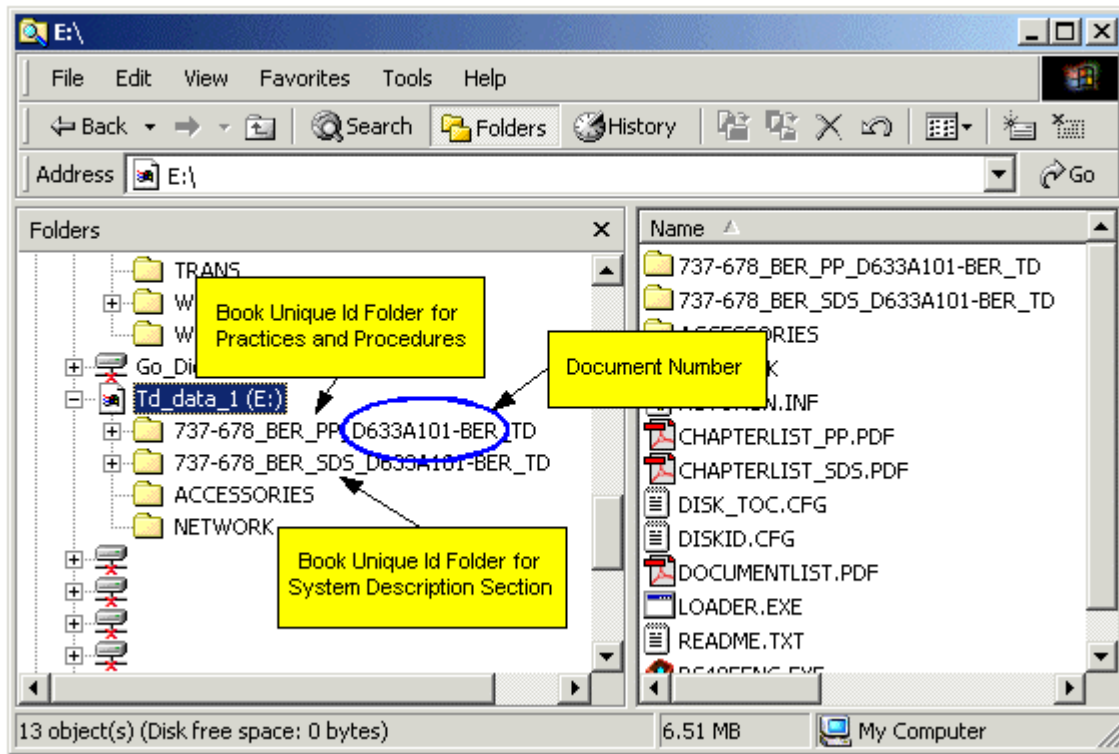 E:\
File Edit View Favorites Tools Help
Back Search Folders History
Address E:\ Go
Folders
TRANS
W
W
Go_Di
Td_data_1 (E:)
737-678_BER_PP_D633A101-BER_TD
737-678_BER_SDS_D633A101-BER_TD
ACCESSORIES
NETWORK
Book Unique Id Folder for
Practices and Procedures
Document Number
Book Unique Id Folder for
System Description Section
Name
737-678_BER_PP_D633A101-BER_TD
737-678_BER_SDS_D633A101-BER_TD
CHAPTERLIST_PP.PDF
CHAPTERLIST_SDS.PDF
DISK_TOC.CFG
DISKID.CFG
DOCUMENTLIST.PDF
LOADER.EXE
README.TXT
13 object(s) (Disk free space: 0 bytes) 6.51 MB My Computer